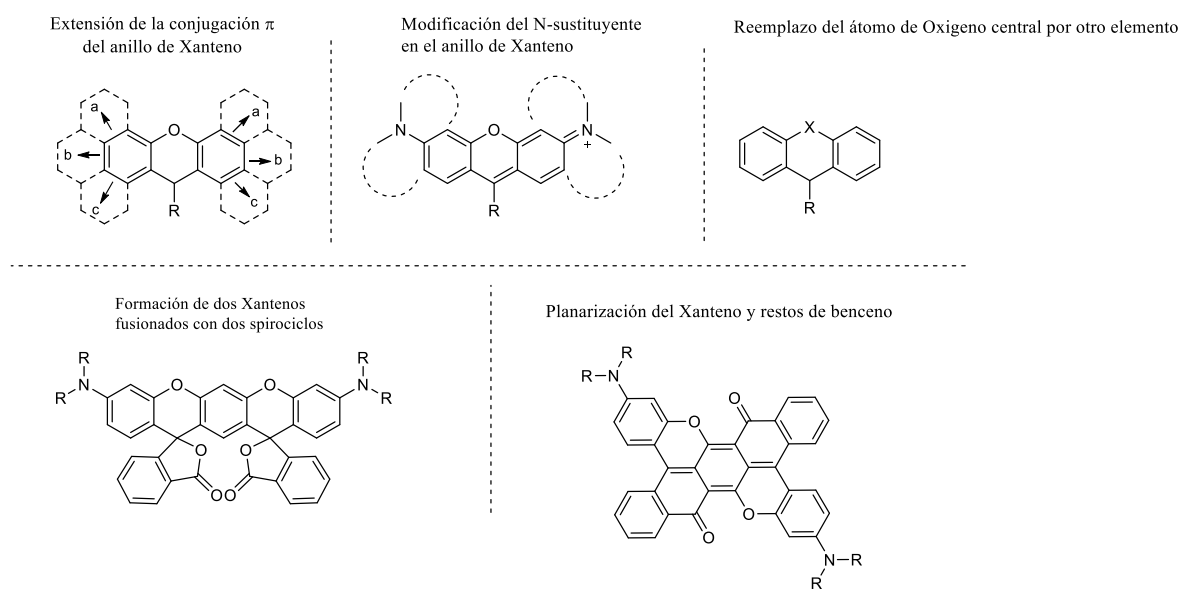 Extensión de la conjugación π
del anillo de Xanteno
Modificación del N-sustituyente
en el anillo de Xanteno
Reemplazo del átomo de Oxigeno central por otro elemento
a
a
b
b
c
c
O
R
N
O
N
+
R
X
R
Formación de dos Xantenos
fusionados con dos spirociclos
R
N
R
O
O
R
N
R
O
O
O
O
Planarización del Xanteno y restos de benceno
R
R
N
O
O
O
O
N
R
R